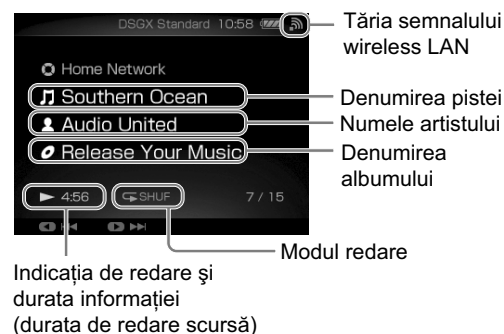 DSGX Standard 10:58
Tăria semnalului
wireless LAN
Home Network
Southern Ocean
Denumirea pistei
Audio United
Numele artistului
Release Your Music
Denumirea
albumului
4:56
SHUF
7 / 15
Modul redare
Indicația de redare şi
durata informației
(durata de redare scursă)